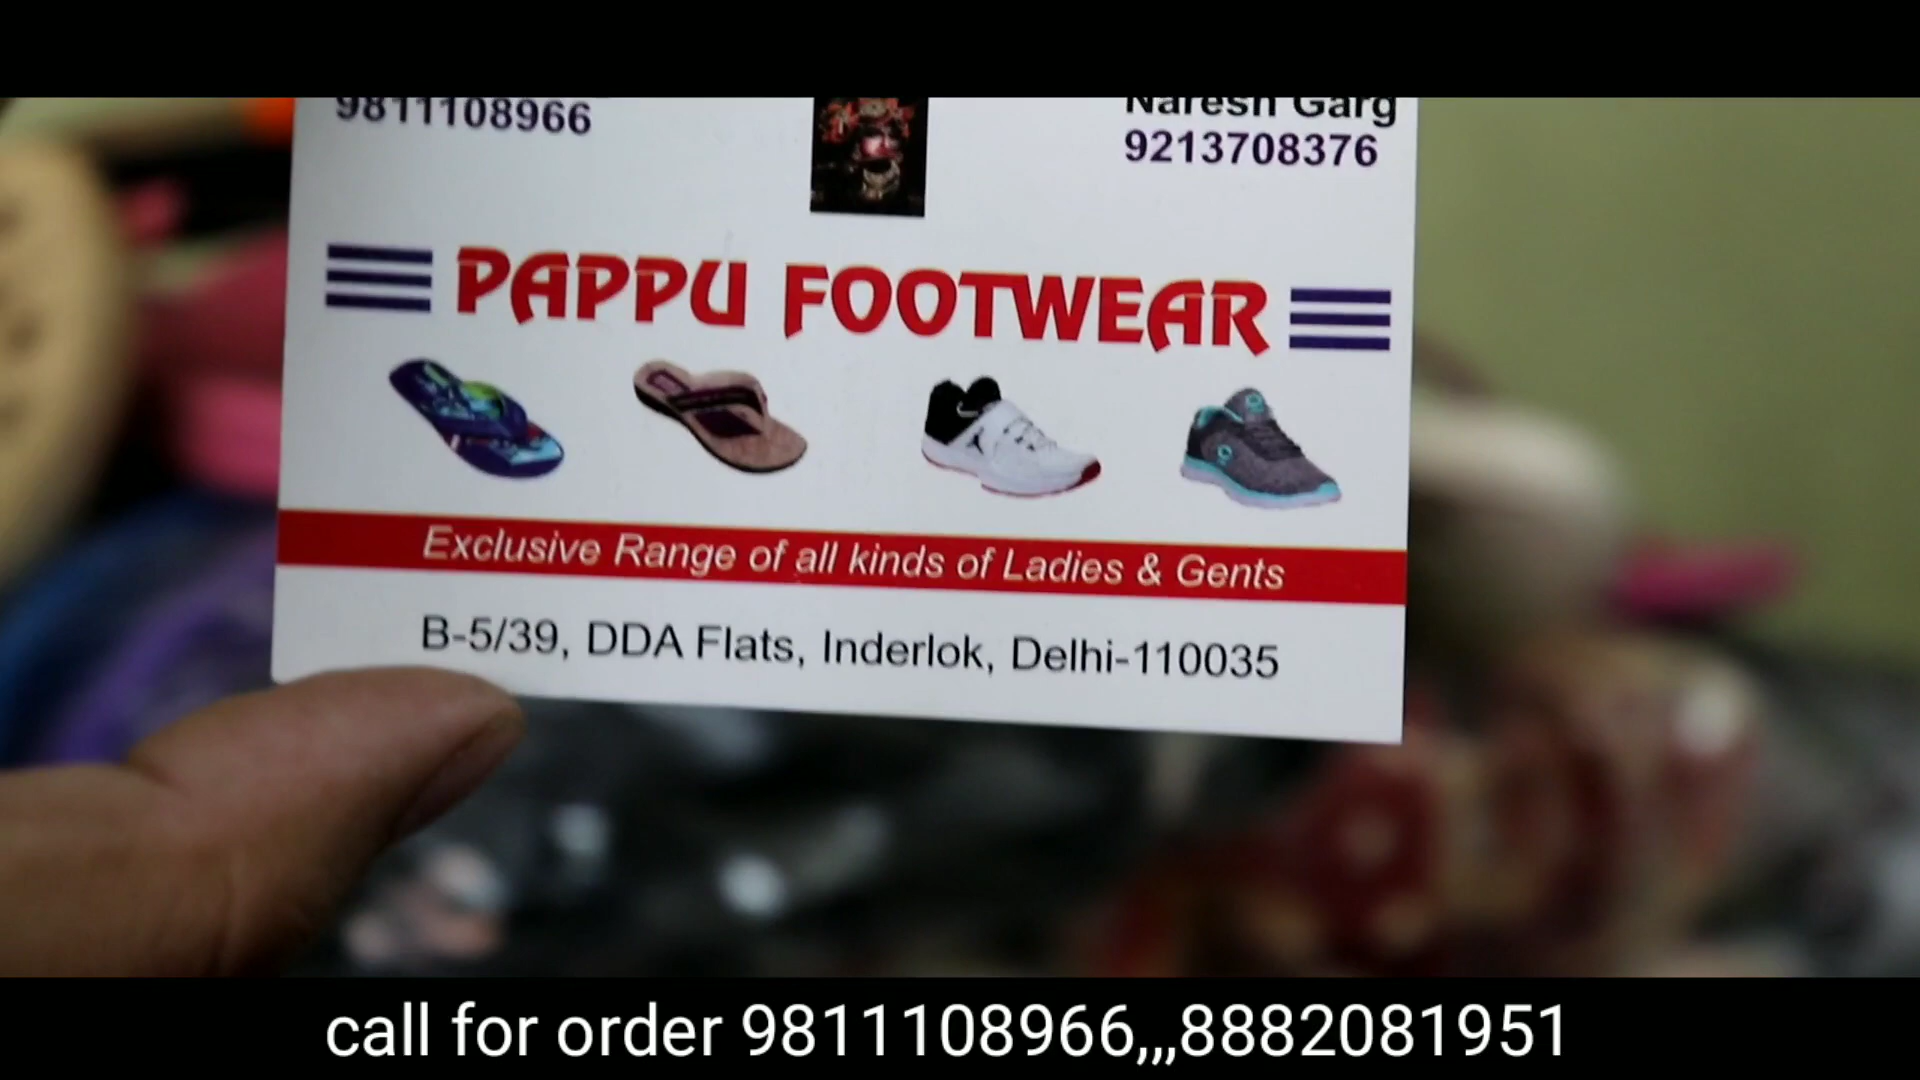 9811108966
Naresh Garg
9213708376
PAPPU FOOTWEAR
Exclusive Range of all kinds of Ladies & Gents
B-5/39, DDA Flats, Inderlok, Delhi-110035
call for order 9811108966,,,8882081951